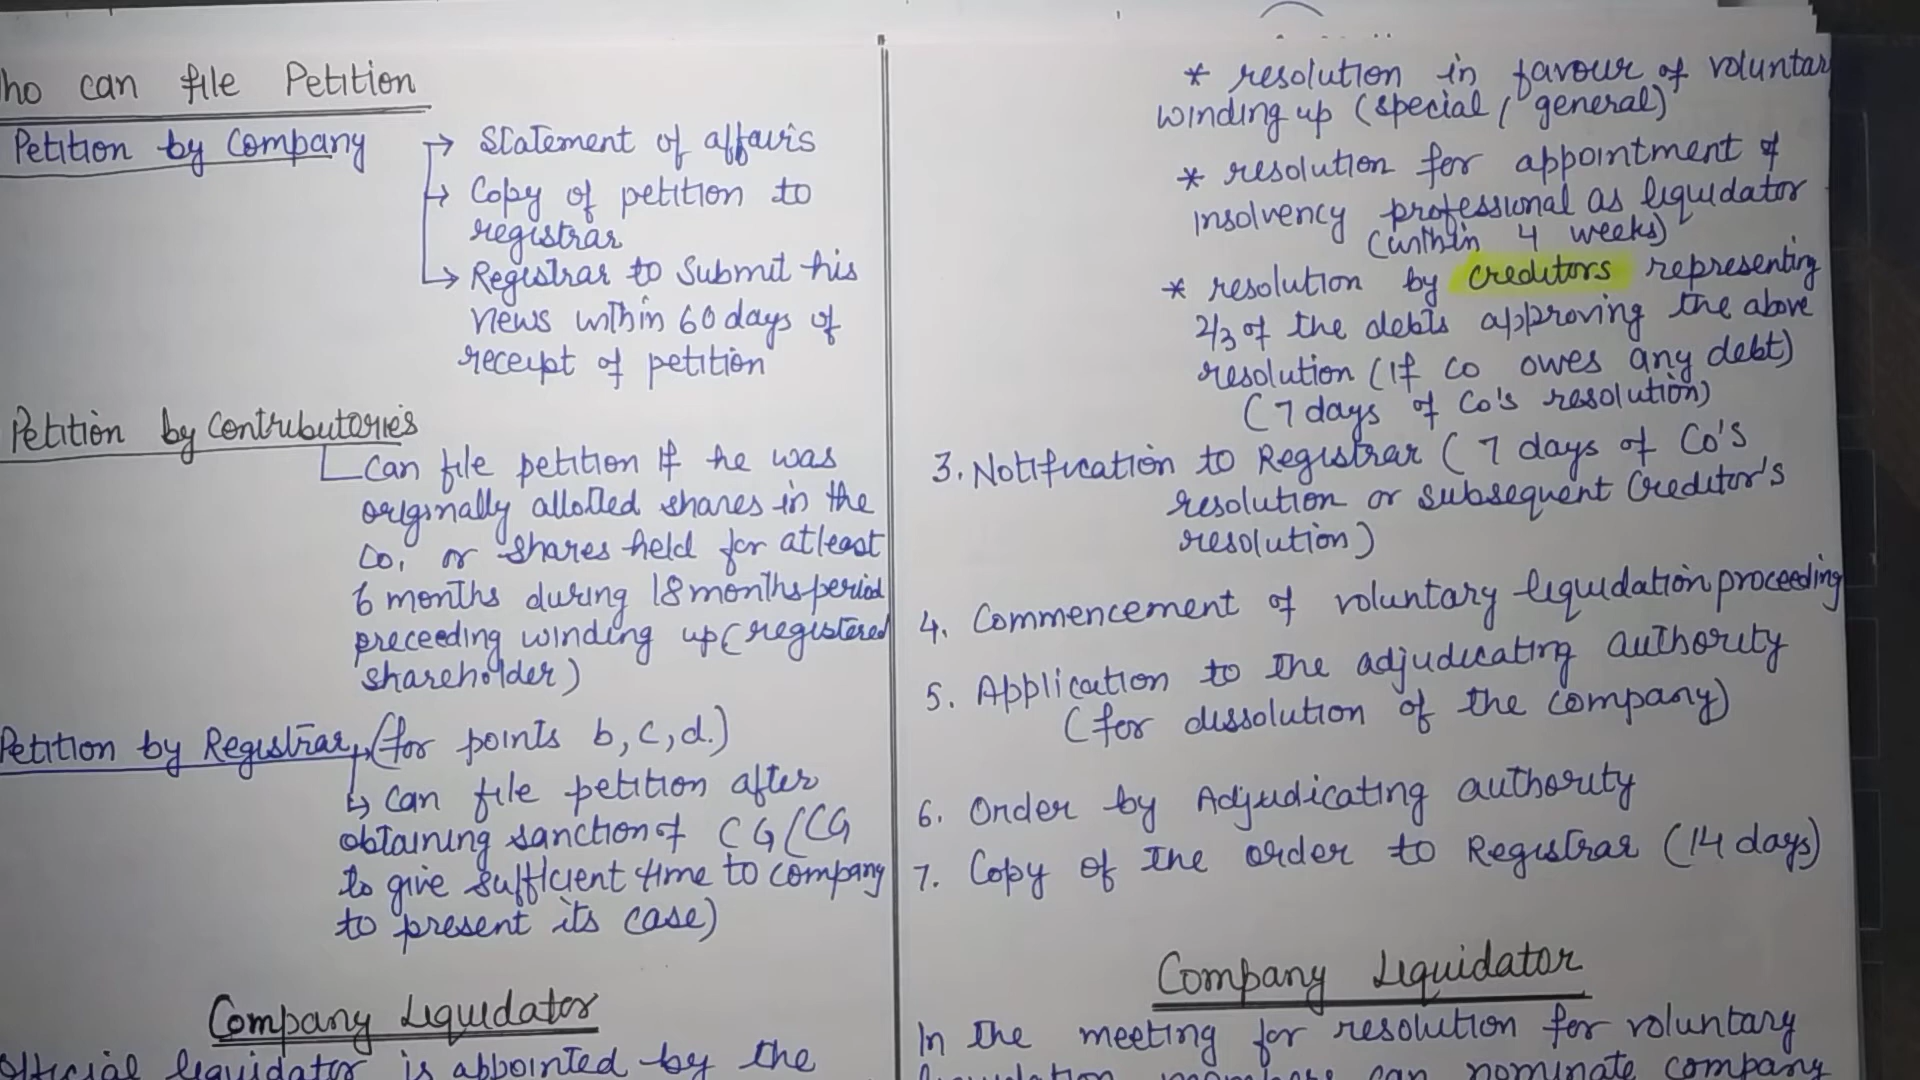 ho can file Petition
Petition by Company
→ Statement of affairs
→ Copy of petition to
registrar
→ Registrar to submit his
views within 60 days of
receipt of petition
Petition by Contributories
can file petition if he was
originally allotted shares in the
Co. or shares held for atleast
6 months during 18 months period
preceeding winding up (registered
shareholder)
Petition by Registrar (for points b, c, d.)
↳ can file petition after
obtaining sanction of CG (CG
to give sufficient time to company
to present its case)
Company Liquidator
official liquidator is appointed by the
* resolution in favour of voluntar
winding up (special / general)
* resolution for appointment of
insolvency professional as liquidator
(within 4 weeks)
* resolution by creditors representing
2/3 of the debts approving the above
resolution (if co owes any debt)
(7 days of Co's resolution)
3. Notification to Registrar (7 days of Co's
resolution or subsequent Creditor's
resolution)
4. Commencement of voluntary liquidation proceeding
5. Application to the adjudicating authority
(for dissolution of the company)
6. Order by Adjudicating authority
7. Copy of the order to Registrar (14 days)
Company Liquidator
In the meeting for resolution for voluntary
can nominate company